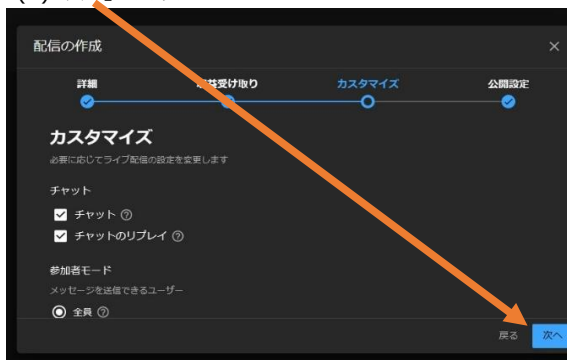 配信の作成
詳細
収益受け取り
カスタマイズ
公開設定
カスタマイズ
必要に応じてライブ配信の設定を変更します
チャット
チャット
チャットのリプレイ
参加者モード
メッセージを送信できるユーザー
全員
戻る
次へ